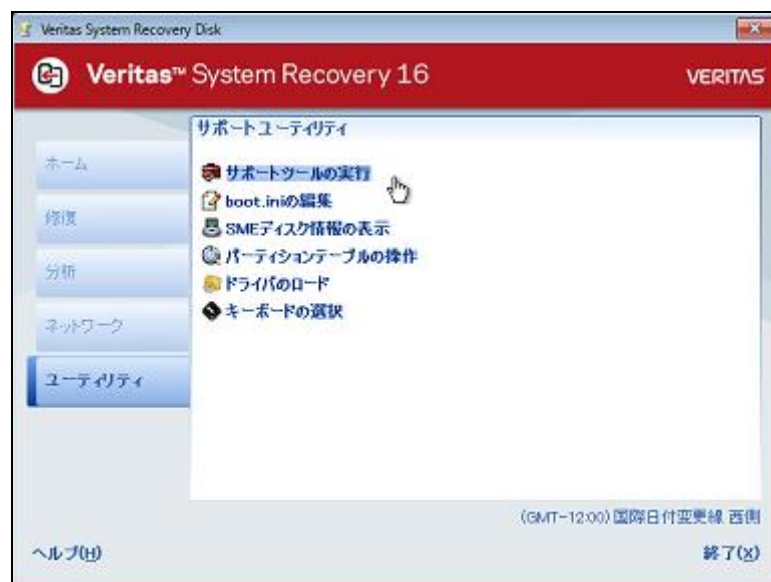 Veritas System Recovery Disk
Veritas™ System Recovery 16
VERITAS
サポートユーティリティ
ホーム
修復
分析
ネットワーク
ユーティリティ
サポートツールの実行
boot.iniの編集
SMEディスク情報の表示
パーティションテーブルの操作
ドライバのロード
キーボードの選択
(GMT-12:00) 国際日付変更線 西側
ヘルプ(H)
終了(X)